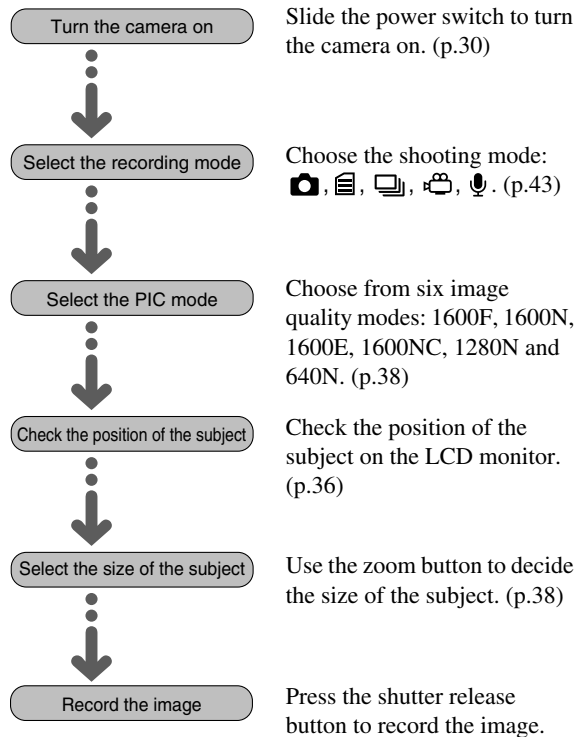 Turn the camera on
Slide the power switch to turn
the camera on. (p.30)
Select the recording mode
Choose the shooting mode:
, , , , . (p.43)
Select the PIC mode
Choose from six image
quality modes: 1600F, 1600N,
1600E, 1600NC, 1280N and
640N. (p.38)
Check the position of the subject
Check the position of the
subject on the LCD monitor.
(p.36)
Select the size of the subject
Use the zoom button to decide
the size of the subject. (p.38)
Record the image
Press the shutter release
button to record the image.